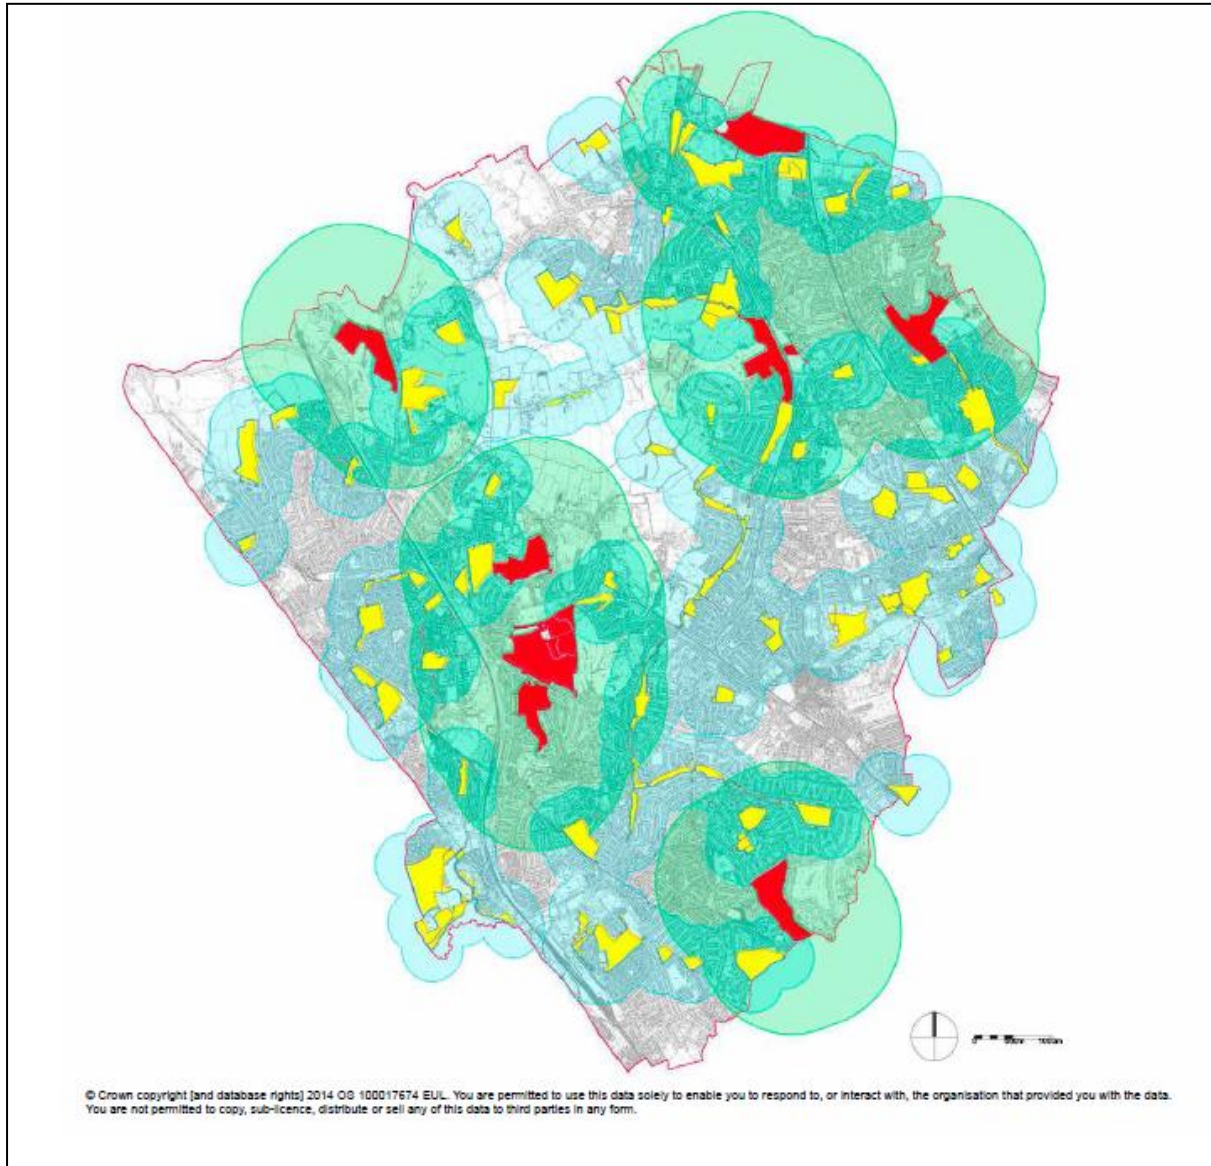 © Crown copyright [and database rights] 2014 OS 100017674 EUL. You are permitted to use this data solely to enable you to respond to, or interact with, the organisation that provided you with the data.
You are not permitted to copy, sub-licence, distribute or sell any of this data to third parties in any form.